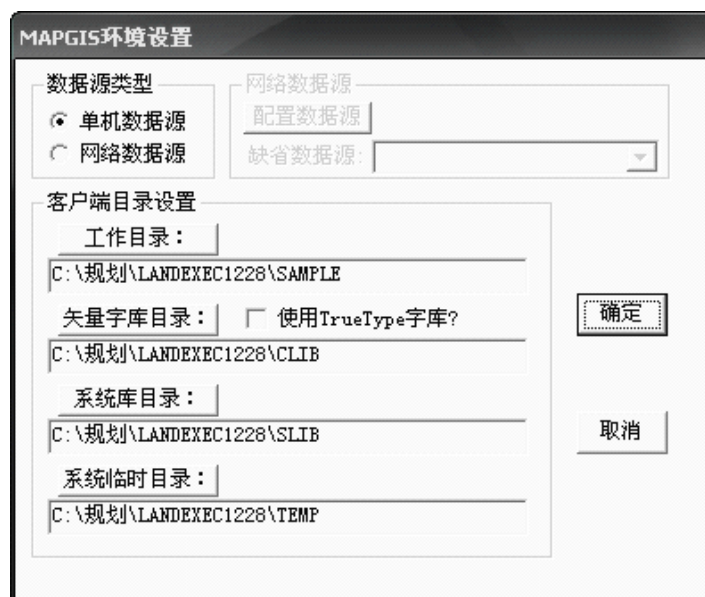 MAPGIS环境设置
数据源类型
单机数据源
网络数据源
网络数据源
配置数据源
缺省数据源:
客户端目录设置
工作目录：
C:\规划\LANDEXEC1228\SAMPLE
矢量字库目录： 使用TrueType字库?
C:\规划\LANDEXEC1228\CLIB
系统库目录：
C:\规划\LANDEXEC1228\SLIB
系统临时目录：
C:\规划\LANDEXEC1228\TEMP
确定
取消